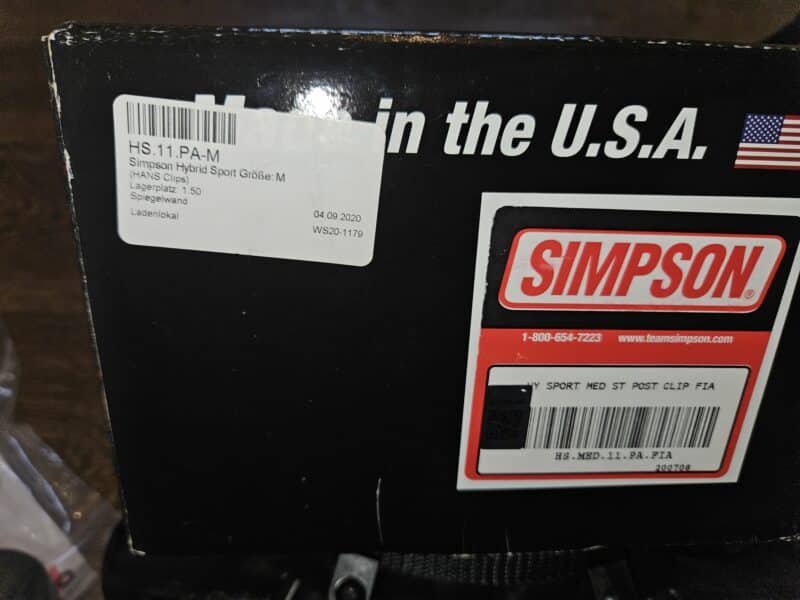 in the U.S.A.
HS.11.PA-M
Simpson Hybrid Sport Größe: M
(HANS Clips)
Lagerplatz: 1.50
Spiegelwand
Ladenlokal
04.09.2020
WS20-1179
SIMPSON®
1-800-654-7223 www.teamsimpson.com
SPORT MED ST POST CLIP FIA
HS.MED.11.PA.FIA
200708